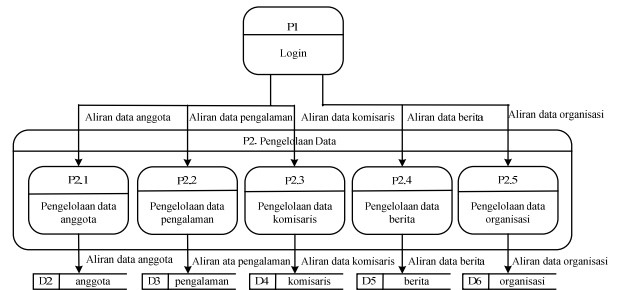 P1
Login
Aliran data anggota
Aliran data pengalaman
Aliran data komisaris
Aliran data berita
Aliran data organisasi
P2. Pengelolaan Data
P2.1
Pengelolaan data
anggota
P2.2
Pengelolaan data
pengalaman
P2.3
Pengelolaan data
komisaris
P2.4
Pengelolaan data
berita
P2.5
Pengelolaan data
organisasi
Aliran data anggota
Aliran ata pengalaman
Aliran data komisaris
Aliran data berita
Aliran data organisasi
D2 anggota
D3 pengalaman
D4 komisaris
D5 berita
D6 organisasi